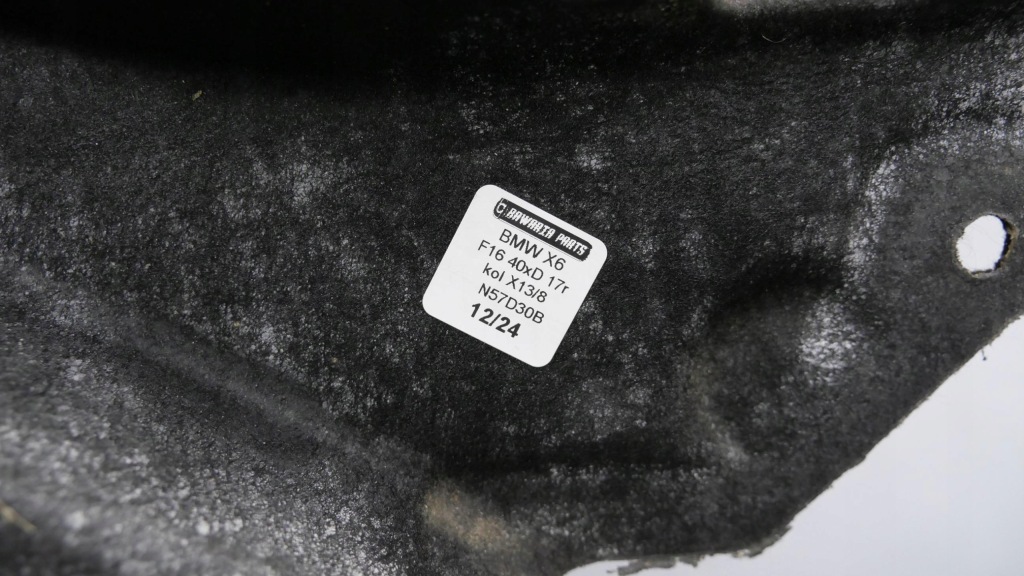 BAWARIA PARTS
BMW X6
F16 40xD 17r
kol X13/8
N57D30B
12/24